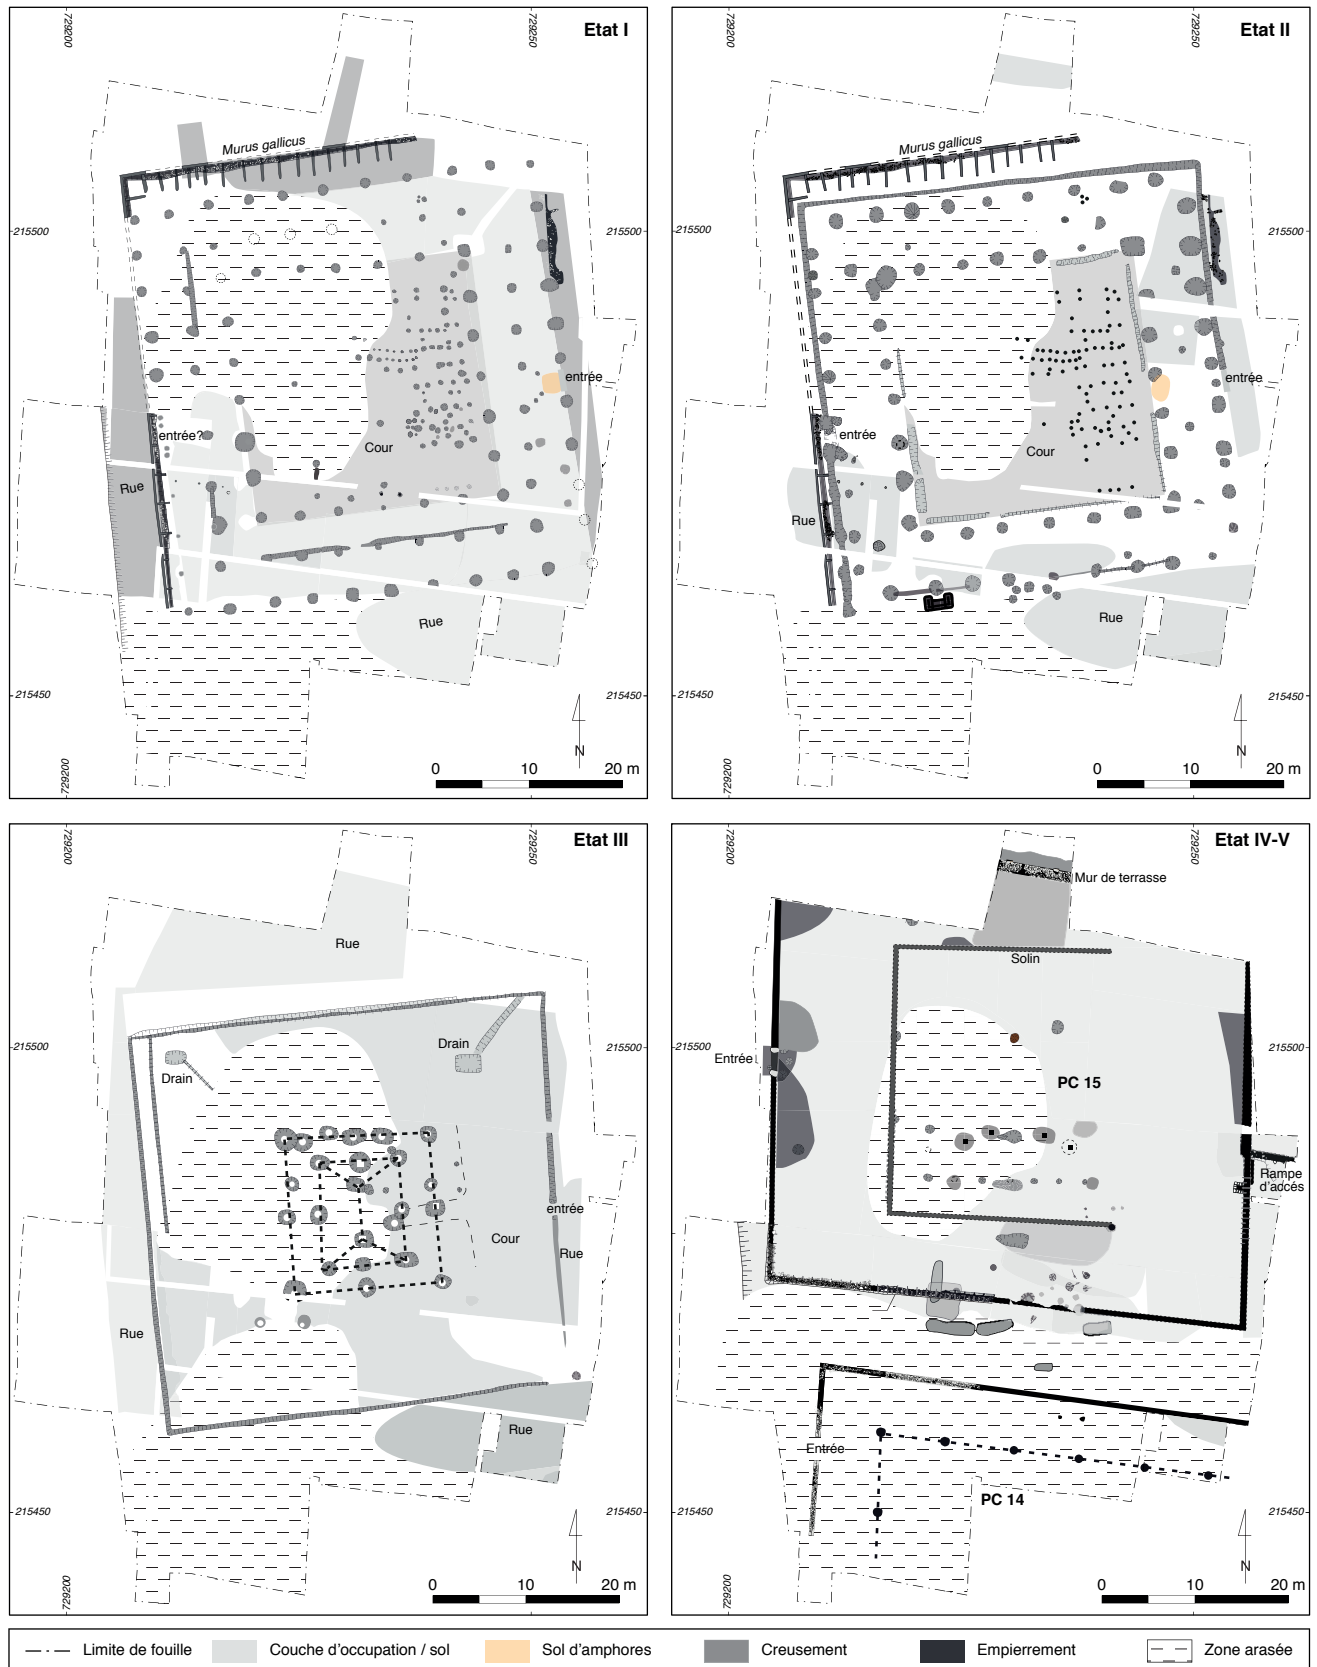 729200
729250
Etat I
Murus gallicus
215500
215500
entrée
entrée?
Cour
Rue
Rue
215450
215450
N
729200
0 10 20 m
729200
729250
Etat II
Murus gallicus
215500
215500
entrée
entrée
Cour
Rue
Rue
215450
215450
N
0 10 20 m
729200
729250
Etat III
Rue
215500
Drain
Drain
entrée
Cour
Rue
Rue
Rue
215450
N
729200
0 10 20 m
729200
729250
Etat IV-V
Mur de terrasse
Solin
215500
215500
Entrée
PC 15
Rampe
d'accés
Entrée
PC 14
215450
215450
N
729200
0 10 20 m
Limite de fouille
Couche d'occupation / sol
Sol d'amphores
Creusement
Empierrement
Zone arasée